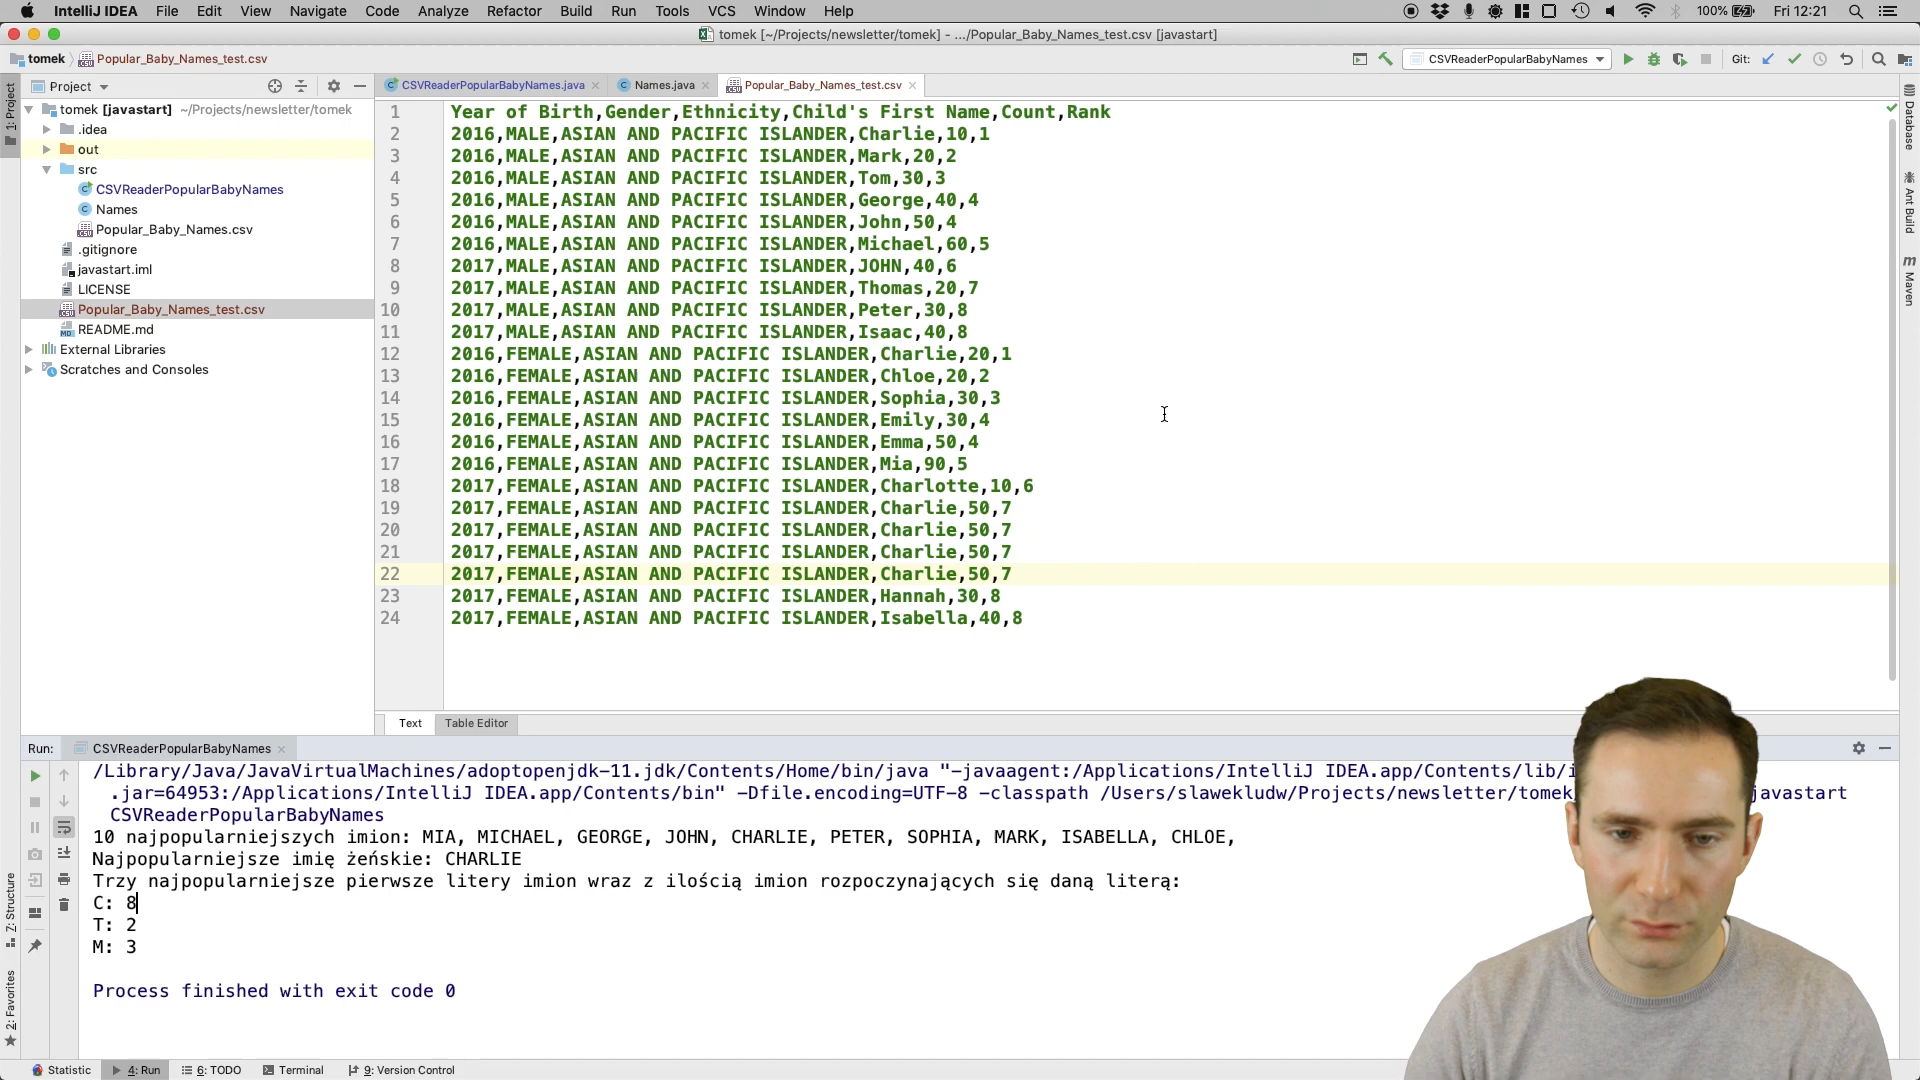 IntelliJ IDEA File Edit View Navigate Code Analyze Refactor Build Run Tools VCS Window Help 100% Fri 12:21
tomek [~/Projects/newsletter/tomek] - .../Popular_Baby_Names_test.csv [javastart]
tomek Popular_Baby_Names_test.csv CSVReaderPopularBabyNames Git:
Project CSVReaderPopularBabyNames.java Names.java Popular_Baby_Names_test.csv
1: Project
tomek [javastart] ~/Projects/newsletter/tomek
.idea
out
src
CSVReaderPopularBabyNames
Names
Popular_Baby_Names.csv
.gitignore
javastart.iml
LICENSE
Popular_Baby_Names_test.csv
README.md
External Libraries
Scratches and Consoles
1 Year of Birth,Gender,Ethnicity,Child's First Name,Count,Rank
2 2016,MALE,ASIAN AND PACIFIC ISLANDER,Charlie,10,1
3 2016,MALE,ASIAN AND PACIFIC ISLANDER,Mark,20,2
4 2016,MALE,ASIAN AND PACIFIC ISLANDER,Tom,30,3
5 2016,MALE,ASIAN AND PACIFIC ISLANDER,George,40,4
6 2016,MALE,ASIAN AND PACIFIC ISLANDER,John,50,4
7 2016,MALE,ASIAN AND PACIFIC ISLANDER,Michael,60,5
8 2017,MALE,ASIAN AND PACIFIC ISLANDER,JOHN,40,6
9 2017,MALE,ASIAN AND PACIFIC ISLANDER,Thomas,20,7
10 2017,MALE,ASIAN AND PACIFIC ISLANDER,Peter,30,8
11 2017,MALE,ASIAN AND PACIFIC ISLANDER,Isaac,40,8
12 2016,FEMALE,ASIAN AND PACIFIC ISLANDER,Charlie,20,1
13 2016,FEMALE,ASIAN AND PACIFIC ISLANDER,Chloe,20,2
14 2016,FEMALE,ASIAN AND PACIFIC ISLANDER,Sophia,30,3
15 2016,FEMALE,ASIAN AND PACIFIC ISLANDER,Emily,30,4
16 2016,FEMALE,ASIAN AND PACIFIC ISLANDER,Emma,50,4
17 2016,FEMALE,ASIAN AND PACIFIC ISLANDER,Mia,90,5
18 2017,FEMALE,ASIAN AND PACIFIC ISLANDER,Charlotte,10,6
19 2017,FEMALE,ASIAN AND PACIFIC ISLANDER,Charlie,50,7
20 2017,FEMALE,ASIAN AND PACIFIC ISLANDER,Charlie,50,7
21 2017,FEMALE,ASIAN AND PACIFIC ISLANDER,Charlie,50,7
22 2017,FEMALE,ASIAN AND PACIFIC ISLANDER,Charlie,50,7
23 2017,FEMALE,ASIAN AND PACIFIC ISLANDER,Hannah,30,8
24 2017,FEMALE,ASIAN AND PACIFIC ISLANDER,Isabella,40,8
Database
Ant Build
m Maven
Text Table Editor
Run: CSVReaderPopularBabyNames
/Library/Java/JavaVirtualMachines/adoptopenjdk-11.jdk/Contents/Home/bin/java "-javaagent:/Applications/IntelliJ IDEA.app/Contents/lib/i
.jar=64953:/Applications/IntelliJ IDEA.app/Contents/bin" -Dfile.encoding=UTF-8 -classpath /Users/slawekludw/Projects/newsletter/tomek javastart
CSVReaderPopularBabyNames
10 najpopularniejszych imion: MIA, MICHAEL, GEORGE, JOHN, CHARLIE, PETER, SOPHIA, MARK, ISABELLA, CHLOE,
Najpopularniejsze imię żeńskie: CHARLIE
Trzy najpopularniejsze pierwsze litery imion wraz z ilością imion rozpoczynających się daną literą:
C: 8
T: 2
M: 3
Process finished with exit code 0
Z: Structure
2: Favorites
Statistic 4: Run 6: TODO Terminal 9: Version Control